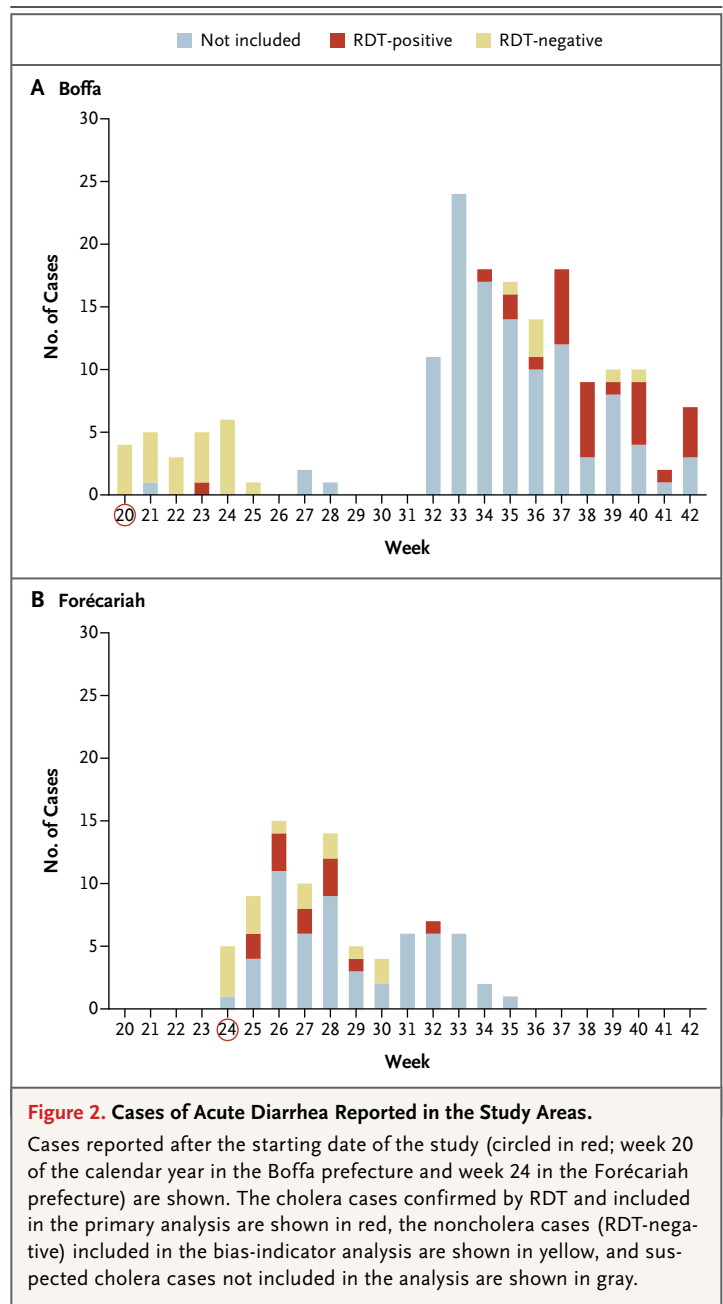 Not included RDT-positive RDT-negative
A Boffa
30
25
20
15
10
5
0
No. of Cases
20 21 22 23 24 25 26 27 28 29 30 31 32 33 34 35 36 37 38 39 40 41 42
Week
B Forécariah
30
25
20
15
10
5
0
No. of Cases
20 21 22 23 24 25 26 27 28 29 30 31 32 33 34 35 36 37 38 39 40 41 42
Week
Figure 2. Cases of Acute Diarrhea Reported in the Study Areas.
Cases reported after the starting date of the study (circled in red; week 20
of the calendar year in the Boffa prefecture and week 24 in the Forécariah
prefecture) are shown. The cholera cases confirmed by RDT and included
in the primary analysis are shown in red, the noncholera cases (RDT-nega-
tive) included in the bias-indicator analysis are shown in yellow, and sus-
pected cholera cases not included in the analysis are shown in gray.